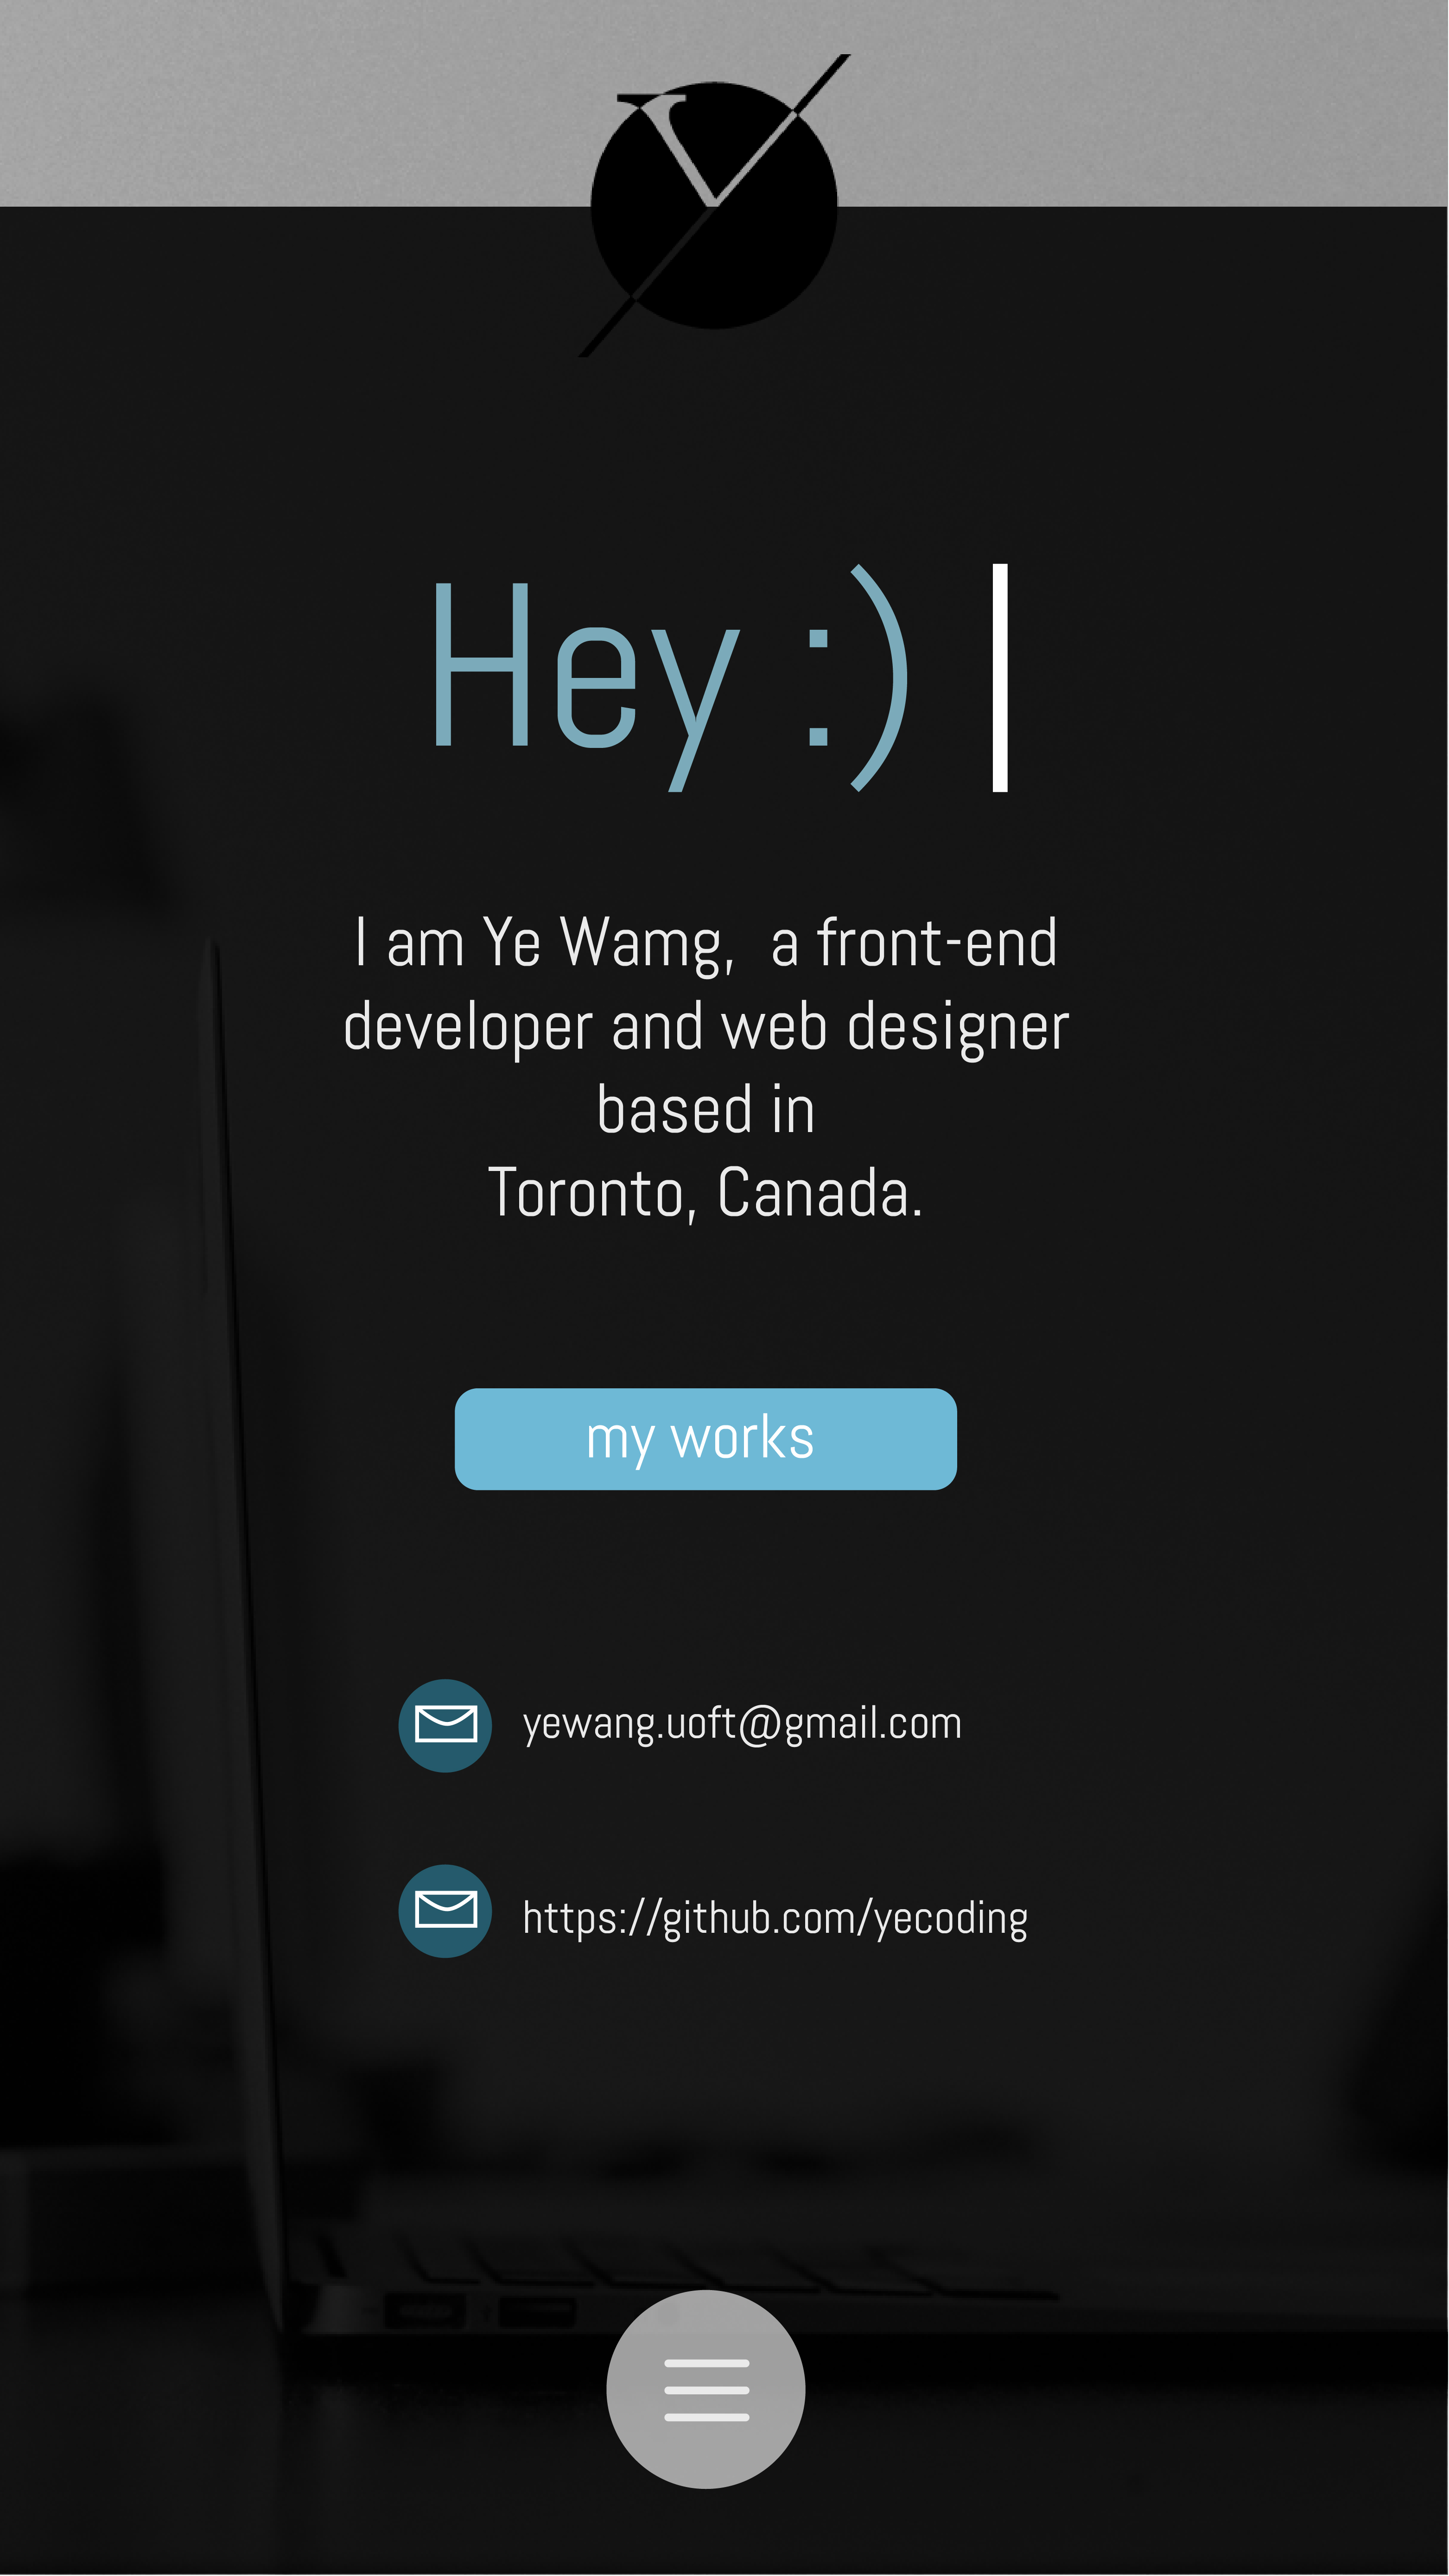 Y
Hey :) |
I am Ye Wamg,  a front-end
developer and web designer
based in
Toronto, Canada.
my works
yewang.uoft@gmail.com
https://github.com/yecoding